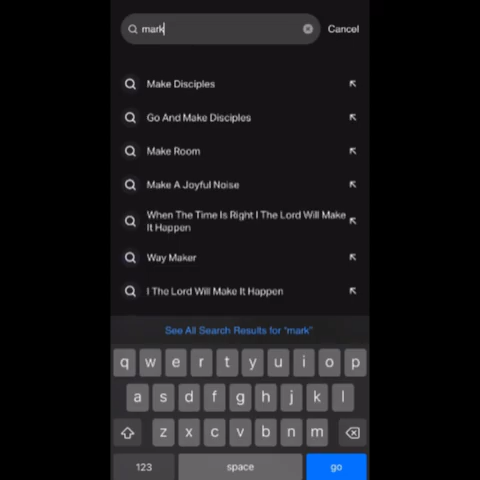 mark
Cancel
Make Disciples
Go And Make Disciples
Make Room
Make A Joyful Noise
When The Time Is Right I The Lord Will Make
It Happen
Way Maker
I The Lord Will Make It Happen
See All Search Results for "mark"
q w e r t y u i o p
a s d f g h j k l
z x c v b n m
123 space go